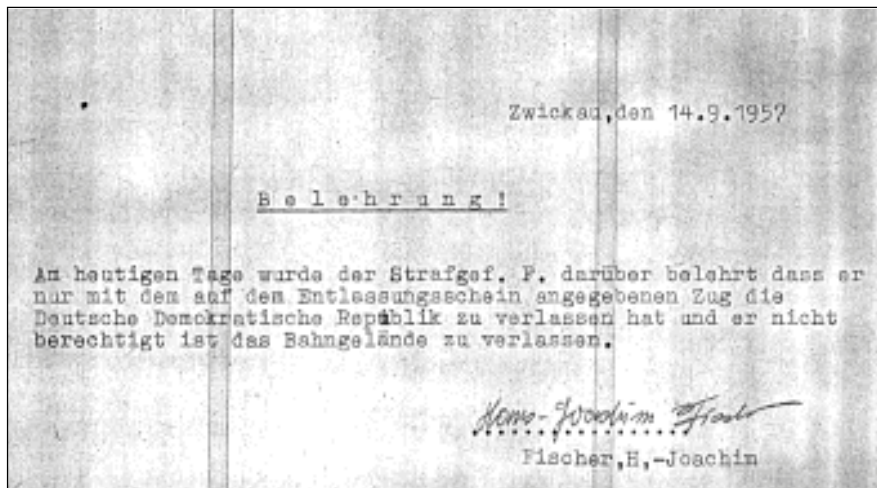 Zwickau,den 14.9.1957
Belehrung!
Am heutigen Tage wurde der Strafgef. F. darüber belehrt dass er
nur mit dem auf dem Entlassungsschein angegebenen Zug die
Deutsche Demokratische Republik zu verlassen hat und er nicht
berechtigt ist das Bahngelände zu verlassen.
Hans-Joachim Fischer
Fischer,H,-Joachim